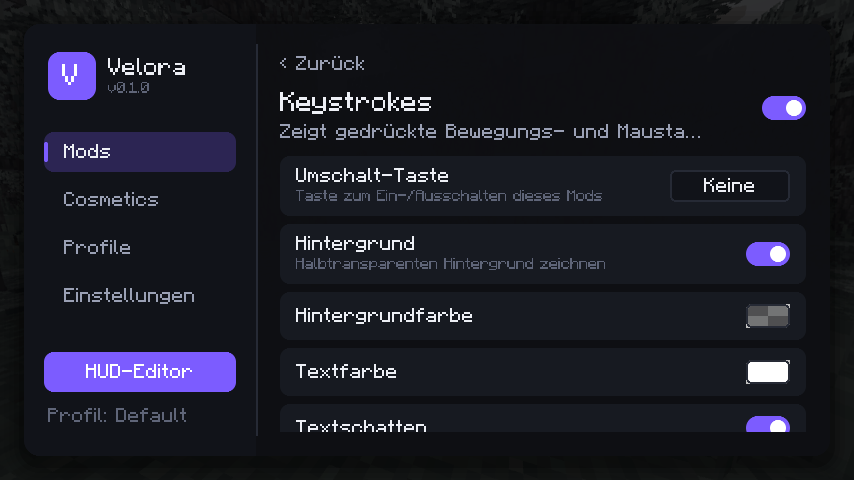 V
Velora
v0.1.0
Mods
Cosmetics
Profile
Einstellungen
HUD-Editor
Profil: Default
‹ Zurück
Keystrokes
Zeigt gedrückte Bewegungs- und Mausta...
Umschalt-Taste
Taste zum Ein-/Ausschalten dieses Mods
Keine
Hintergrund
Halbtransparenten Hintergrund zeichnen
Hintergrundfarbe
Textfarbe
Textschatten